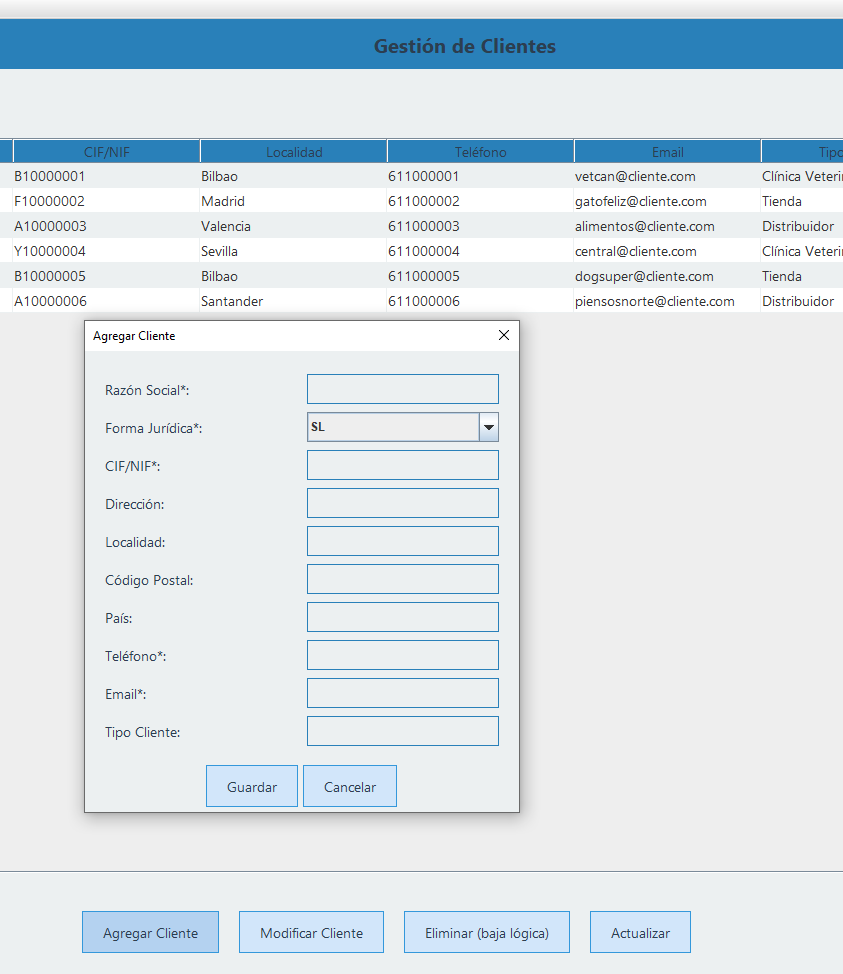 Gestión de Clientes
CIF/NIF Localidad Teléfono Email Tipo
B10000001 Bilbao 611000001 vetcan@cliente.com Clínica Veteri
F10000002 Madrid 611000002 gatofeliz@cliente.com Tienda
A10000003 Valencia 611000003 alimentos@cliente.com Distribuidor
Y10000004 Sevilla 611000004 central@cliente.com Clínica Veteri
B10000005 Bilbao 611000005 dogsuper@cliente.com Tienda
A10000006 Santander 611000006 piensosnorte@cliente.com Distribuidor
Agregar Cliente
Razón Social*:
Forma Jurídica*: SL
CIF/NIF*:
Dirección:
Localidad:
Código Postal:
País:
Teléfono*:
Email*:
Tipo Cliente:
Guardar Cancelar
Agregar Cliente Modificar Cliente Eliminar (baja lógica) Actualizar